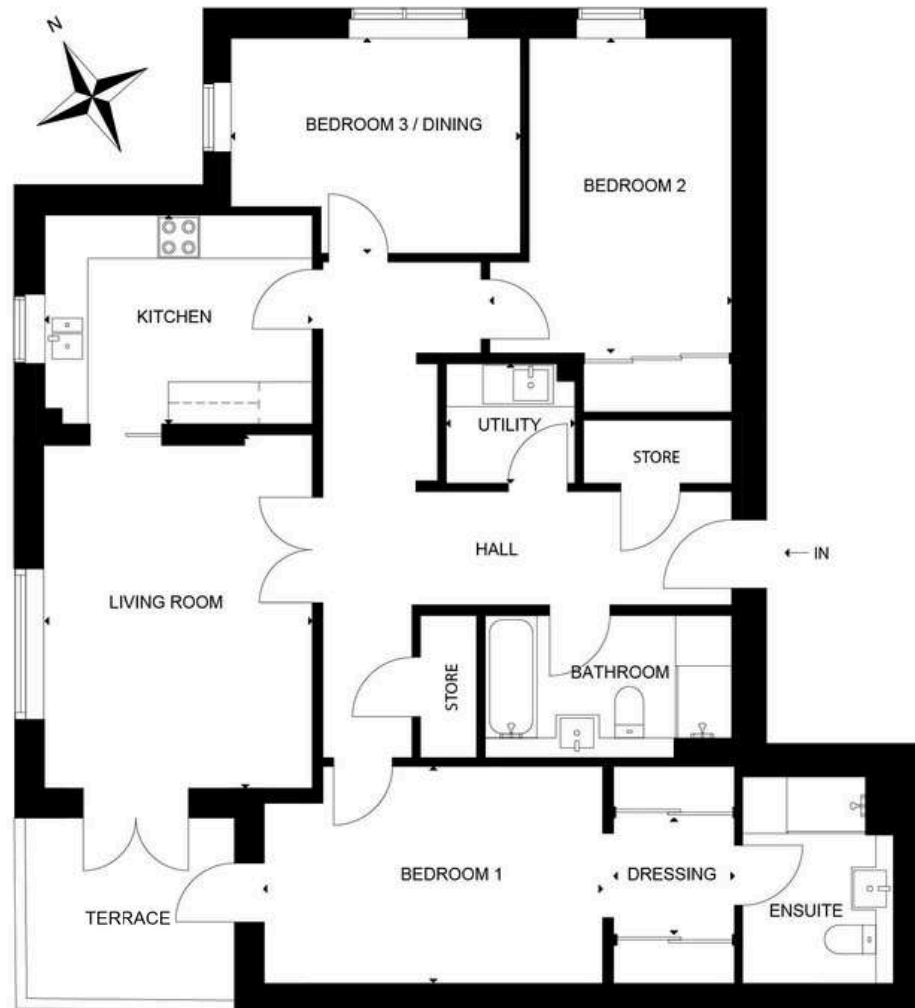 N
BEDROOM 3 / DINING
BEDROOM 2
KITCHEN
UTILITY
STORE
HALL
IN
LIVING ROOM
STORE
BATHROOM
BEDROOM 1
DRESSING
ENSUITE
TERRACE